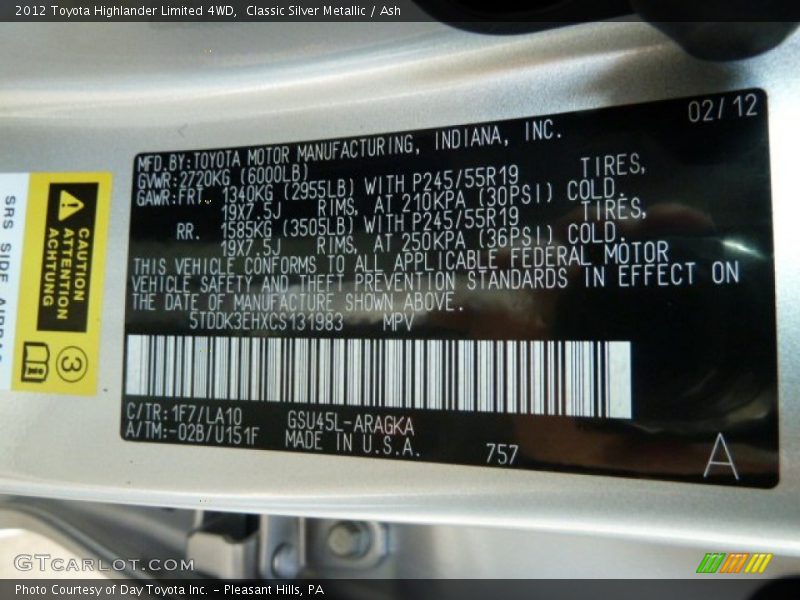 2012 Toyota Highlander Limited 4WD, Classic Silver Metallic / Ash
02/12
MFD.BY:TOYOTA MOTOR MANUFACTURING, INDIANA, INC.
GVWR:2720KG (6000LB)
GAWR:FRT. 1340KG (2955LB) WITH P245/55R19 TIRES,
19X7.5J RIMS, AT 210KPA (30PSI) COLD.
RR. 1585KG (3505LB) WITH P245/55R19 TIRES,
19X7.5J RIMS, AT 250KPA (36PSI) COLD.
THIS VEHICLE CONFORMS TO ALL APPLICABLE FEDERAL MOTOR
VEHICLE SAFETY AND THEFT PREVENTION STANDARDS IN EFFECT ON
THE DATE OF MANUFACTURE SHOWN ABOVE.
5TDDK3EHXCS131983 MPV
C/TR:1F7/LA10 GSU45L-ARAGKA
A/TM:-02B/U151F MADE IN U.S.A. 757 A
CAUTION
ATTENTION
ACHTUNG
3
SRS SIDE
GTCARLOT.COM
Photo Courtesy of Day Toyota Inc. – Pleasant Hills, PA